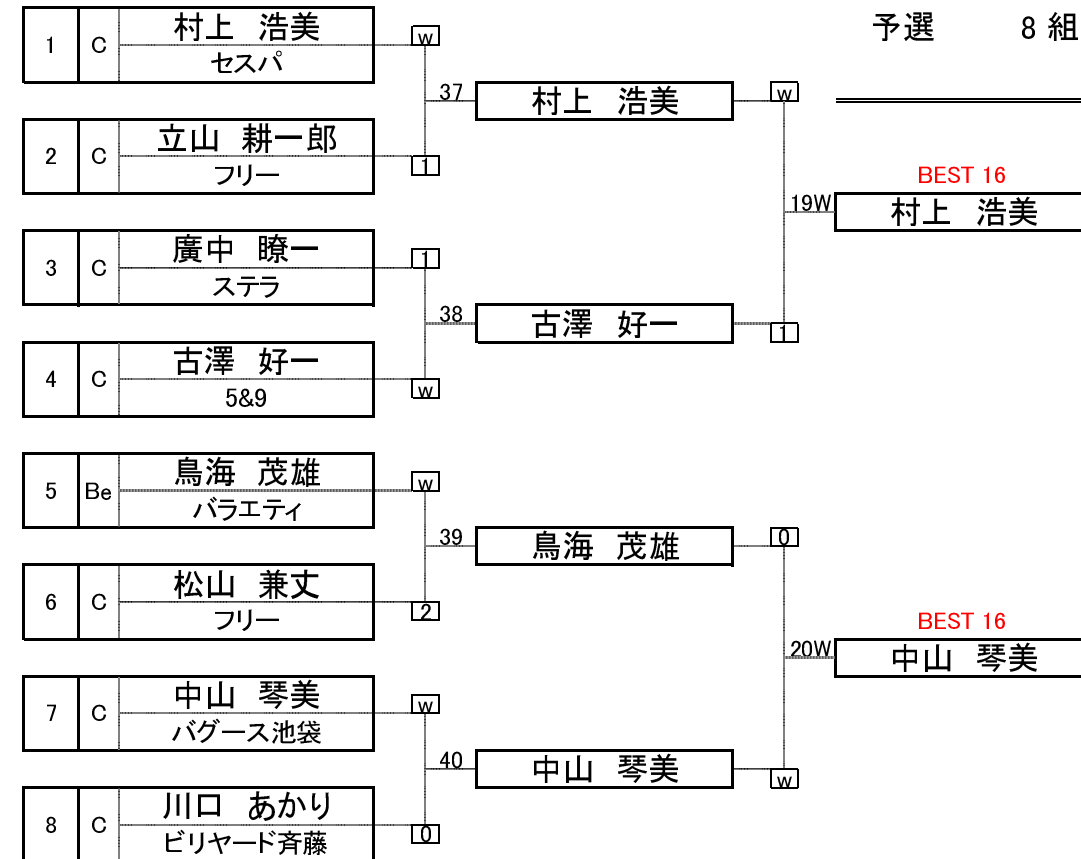 予選 8 組
1 C 村上 浩美
セスパ
w
37 村上 浩美 w
2 C 立山 耕一郎
フリー
1
BEST 16
19W 村上 浩美
3 C 廣中 瞭一
ステラ
1
38 古澤 好一 1
4 C 古澤 好一
5&9
w
5 Be 鳥海 茂雄
バラエティ
w
39 鳥海 茂雄 0
6 C 松山 兼丈
フリー
2
BEST 16
20W 中山 琴美
7 C 中山 琴美
バグース池袋
w
40 中山 琴美 w
8 C 川口 あかり
ビリヤード斉藤
0